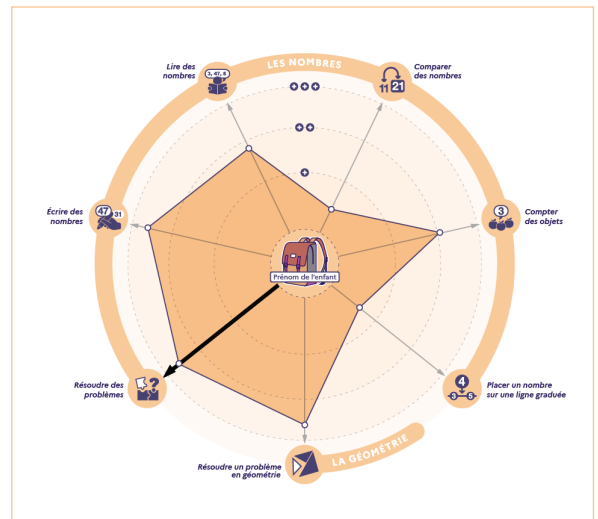 LES NOMBRES
Lire des
nombres
3, 47, 6
Comparer
des nombres
11 21
Écrire des
nombres
47 31
3
Compter
des objets
Prénom de l'enfant
Résoudre des
problèmes
?
4
3 5
Placer un nombre
sur une ligne graduée
Résoudre un problème
en géométrie
LA GÉOMÉTRIE